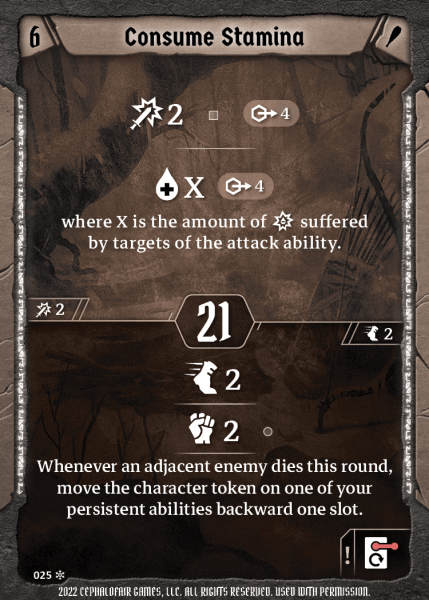 6 Consume Stamina
2 4
X 4
where X is the amount of suffered
by targets of the attack ability.
2
21
2
2
2
Whenever an adjacent enemy dies this round,
move the character token on one of your
persistent abilities backward one slot.
!
025
2022 CEPHALOFAIR GAMES, LLC. ALL RIGHTS RESERVED. USED WITH PERMISSION.